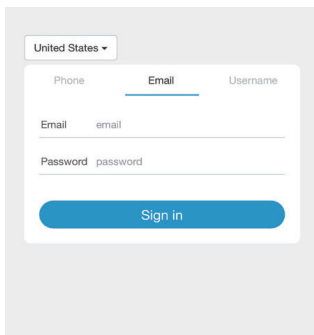 United States
Phone Email Username
Email email
Password password
Sign in